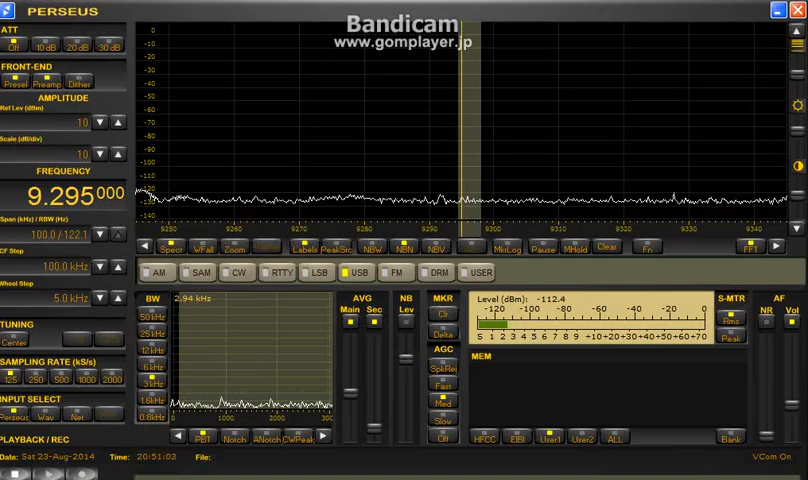 PERSEUS
Bandicam
www.gomplayer.jp
ATT
Off 10 dB 20 dB 30 dB
FRONT-END
Presel Preamp Dither
AMPLITUDE
Ref Lev (dBm)
10
Scale (dB/div)
10
FREQUENCY
9.295000
Span (kHz) / RBW (Hz)
100.0 / 122.1
CF Step
100.0 kHz
Wheel Step
5.0 kHz
TUNING
Center
SAMPLING RATE (kS/s)
125 250 500 1000 2000
INPUT SELECT
Perseus Wav Net
PLAYBACK / REC
0
-10
-20
-30
-40
-50
-60
-70
-80
-90
-100
-110
-120
-130
-140
9250 9260 9270 9280 9290 9300 9310 9320 9330 9340
Spect WFall Zoom Labels PeakSrc NBW NBN NBV MkrLog Pause MHold Clear Fn FFT
AM SAM CW RTTY LSB USB FM DRM USER
BW
50 kHz
25 kHz
12 kHz
6 kHz
3 kHz
1.6 kHz
0.8 kHz
2.94 kHz
0 1000 2000 300
PBT Notch ANotch CWPeak
AVG
Main Sec
NB
Lev
MKR
Clr
Delta
AGC
SpkRej
Fast
Med
Slow
Off
Level (dBm): -112.4
-120 -100 -80 -60 -40 -20 0
S 1 2 3 4 5 6 7 8 9 +10 +20 +30 +40 +50 +60 +70
S-MTR
Rms
Peak
AF
NR Vol
MEM
HFCC EIBI User1 User2 ALL Bank
Date: Sat 23-Aug-2014 Time: 20:51:03 File: VCom On